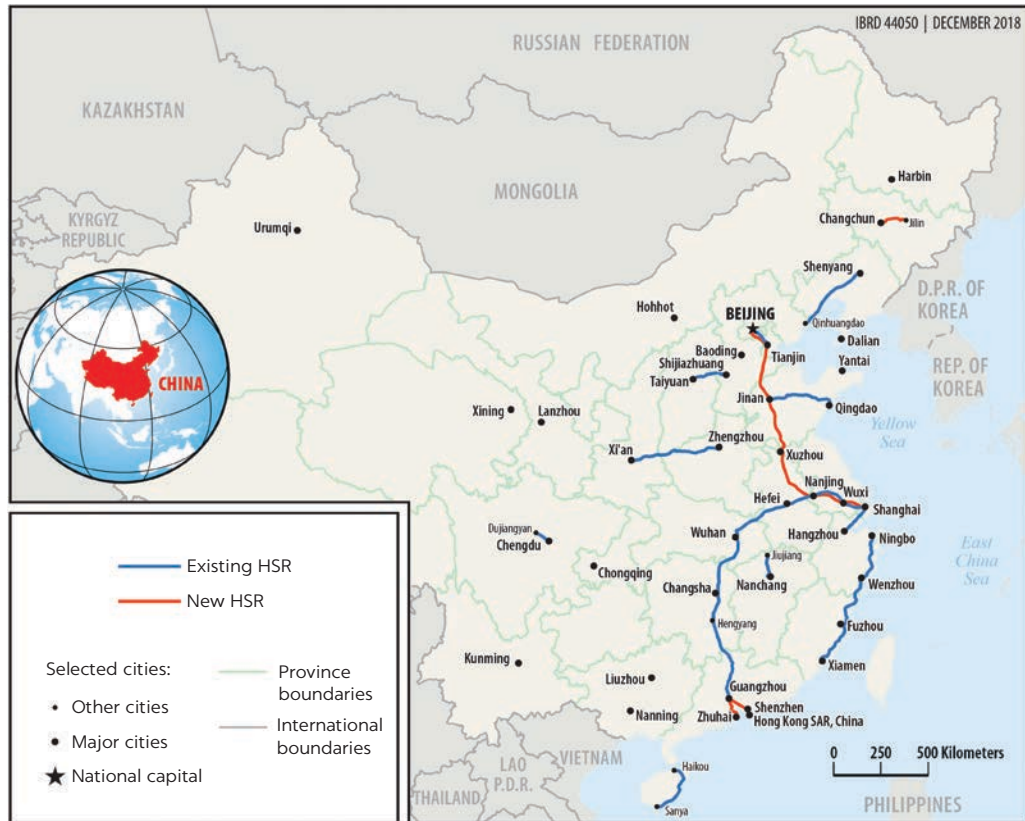 IBRD 44050 | DECEMBER 2018
RUSSIAN FEDERATION
KAZAKHSTAN
MONGOLIA
Harbin
Changchun
Jilin
KYRGYZ
REPUBLIC
Urumqi
Shenyang
D.P.R. OF
KOREA
Hohhot
BEIJING
Qinhuangdao
Dalian
Baoding
Tianjin
Yantai
REP. OF
KOREA
Shijiazhuang
Taiyuan
CHINA
Jinan
Qingdao
Xining
Lanzhou
Yellow
Sea
Zhengzhou
Xi'an
Xuzhou
Nanjing
Wuxi
Hefei
Shanghai
Dujiangyan
Chengdu
Wuhan
Hangzhou
Ningbo
Jiujiang
East
China
Sea
Chongqing
Nanchang
Changsha
Wenzhou
Hengyang
Fuzhou
Kunming
Xiamen
Liuzhou
Guangzhou
Shenzhen
Nanning
Zhuhai
Hong Kong SAR, China
VIETNAM
LAO
P.D.R.
Haikou
Sanya
THAILAND
0 250 500 Kilometers
PHILIPPINES
Existing HSR
New HSR
Selected cities:
Other cities
Major cities
National capital
Province
boundaries
International
boundaries